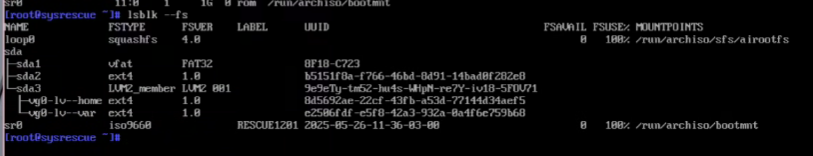 sr0 11:0 1 1G 0 rom /run/archiso/bootmnt
[root@sysrescue ~]# lsblk --fs
NAME FSTYPE FSVER LABEL UUID FSAVAIL FSUSE% MOUNTPOINTS
loop0 squashfs 4.0 0 100% /run/archiso/sfs/airootfs
sda
├─sda1 vfat FAT32 8F18-C723
├─sda2 ext4 1.0 b5151f8a-f766-46bd-8d91-14bad0f282e8
└─sda3 LVM2_member LVM2 001 9e9eTy-tm52-hu4s-WHpN-re7Y-iv18-5FOV71
├─vg0-lv--home ext4 1.0 8d5692ae-22cf-43fb-a53d-77144d34aef5
└─vg0-lv--var ext4 1.0 e2506fdf-e5f8-42a3-932a-0a4f6e759b68
sr0 iso9660 RESCUE1201 2025-05-26-11-36-03-00 0 100% /run/archiso/bootmnt
[root@sysrescue ~]#